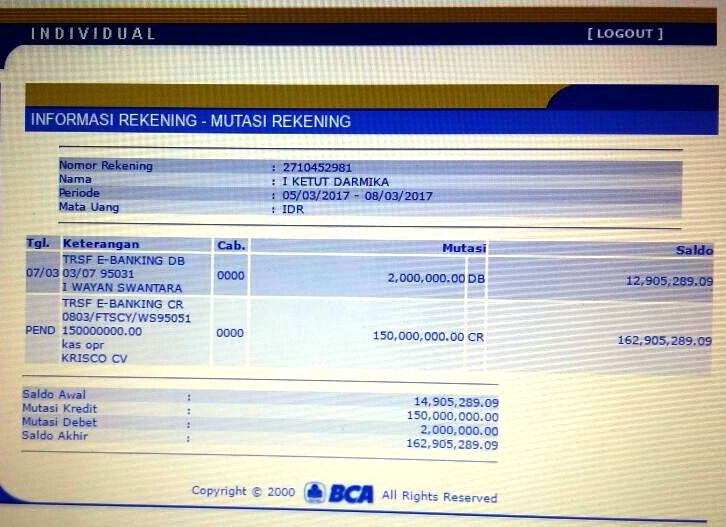 INDIVIDUAL [ LOGOUT ]
INFORMASI REKENING - MUTASI REKENING
Nomor Rekening : 2710452981
Nama : I KETUT DARMIKA
Periode : 05/03/2017 - 08/03/2017
Mata Uang : IDR
Tgl. Keterangan Cab. Mutasi Saldo
TRSF E-BANKING DB
07/03 03/07 95031 0000 2,000,000.00 DB 12,905,289.09
I WAYAN SWANTARA
TRSF E-BANKING CR
0803/FTSCY/WS95051
PEND 150000000.00 0000 150,000,000.00 CR 162,905,289.09
kas opr
KRISCO CV
Saldo Awal : 14,905,289.09
Mutasi Kredit : 150,000,000.00
Mutasi Debet : 2,000,000.00
Saldo Akhir : 162,905,289.09
Copyright © 2000 BCA All Rights Reserved